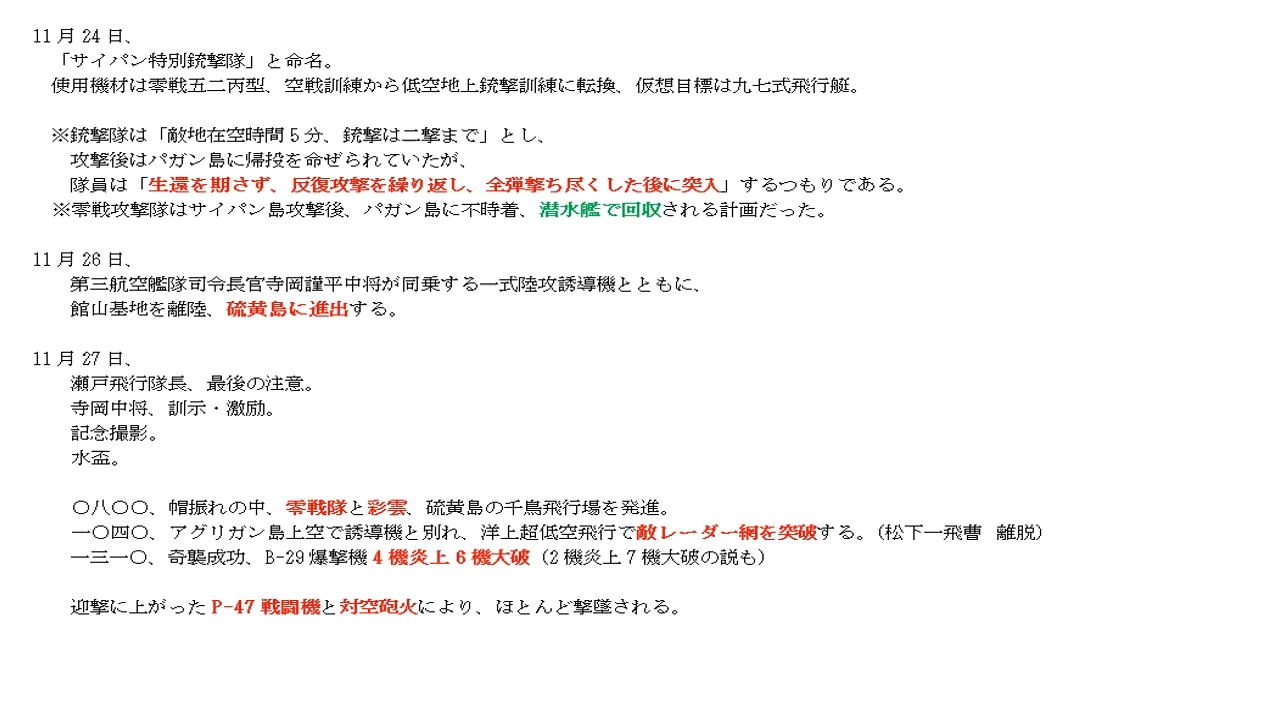 11月24日、
「サイパン特別銃撃隊」と命名。
使用機材は零戦五二丙型、空戦訓練から低空地上銃撃訓練に転換、仮想目標は九七式飛行艇。
※銃撃隊は「敵地在空時間5分、銃撃は二撃まで」とし、
攻撃後はパガン島に帰投を命ぜられていたが、
隊員は「生還を期さず、反復攻撃を繰り返し、全弾撃ち尽くした後に突入」するつもりである。
※零戦攻撃隊はサイパン島攻撃後、パガン島に不時着、潜水艦で回収される計画だった。
11月26日、
第三航空艦隊司令長官寺岡謹平中将が同乗する一式陸攻誘導機とともに、
館山基地を離陸、硫黄島に進出する。
11月27日、
瀬戸飛行隊長、最後の注意。
寺岡中将、訓示・激励。
記念撮影。
水盃。
〇八〇〇、帽振れの中、零戦隊と彩雲、硫黄島の千鳥飛行場を発進。
一〇四〇、アグリガン島上空で誘導機と別れ、洋上超低空飛行で敵レーダー網を突破する。(松下一飛曹　離脱)
一三一〇、奇襲成功、B-29爆撃機4機炎上6機大破（2機炎上7機大破の説も）
迎撃に上がったP-47戦闘機と対空砲火により、ほとんど撃墜される。